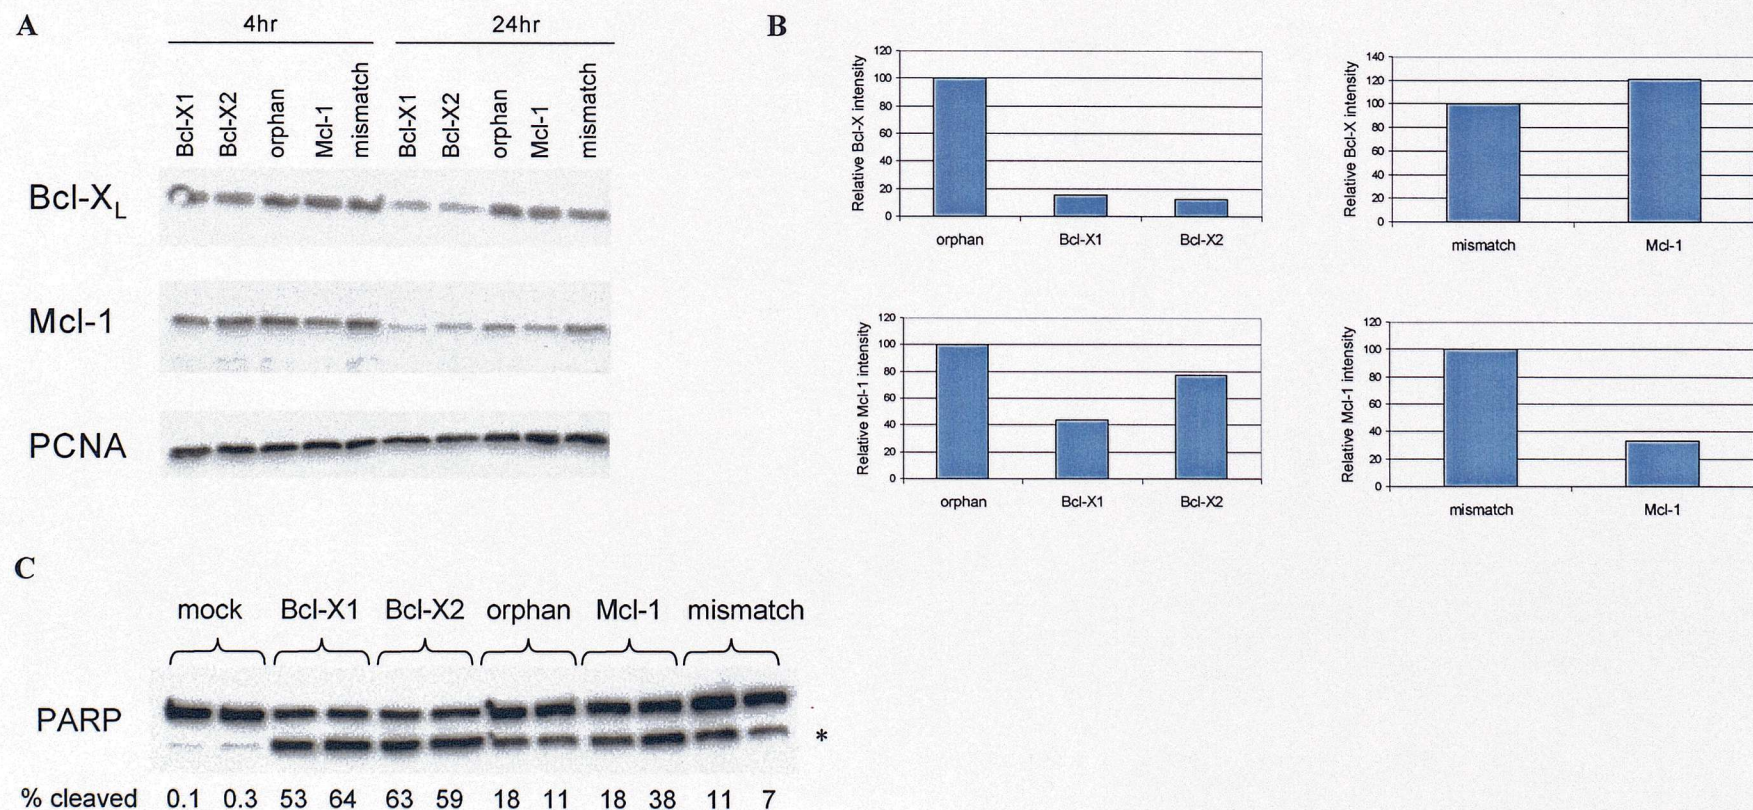 A
4hr 24hr
Bcl-X1 Bcl-X2 orphan Mcl-1 mismatch Bcl-X1 Bcl-X2 orphan Mcl-1 mismatch
Bcl-XL
Mcl-1
PCNA
B
Relative Bcl-X intensity
120
100
80
60
40
20
0
orphan Bcl-X1 Bcl-X2
Relative Bcl-X intensity
140
120
100
80
60
40
20
0
mismatch Mcl-1
Relative Mcl-1 intensity
120
100
80
60
40
20
0
orphan Bcl-X1 Bcl-X2
Relative Mcl-1 intensity
120
100
80
60
40
20
0
mismatch Mcl-1
C
mock Bcl-X1 Bcl-X2 orphan Mcl-1 mismatch
PARP
*
% cleaved 0.1 0.3 53 64 63 59 18 11 18 38 11 7